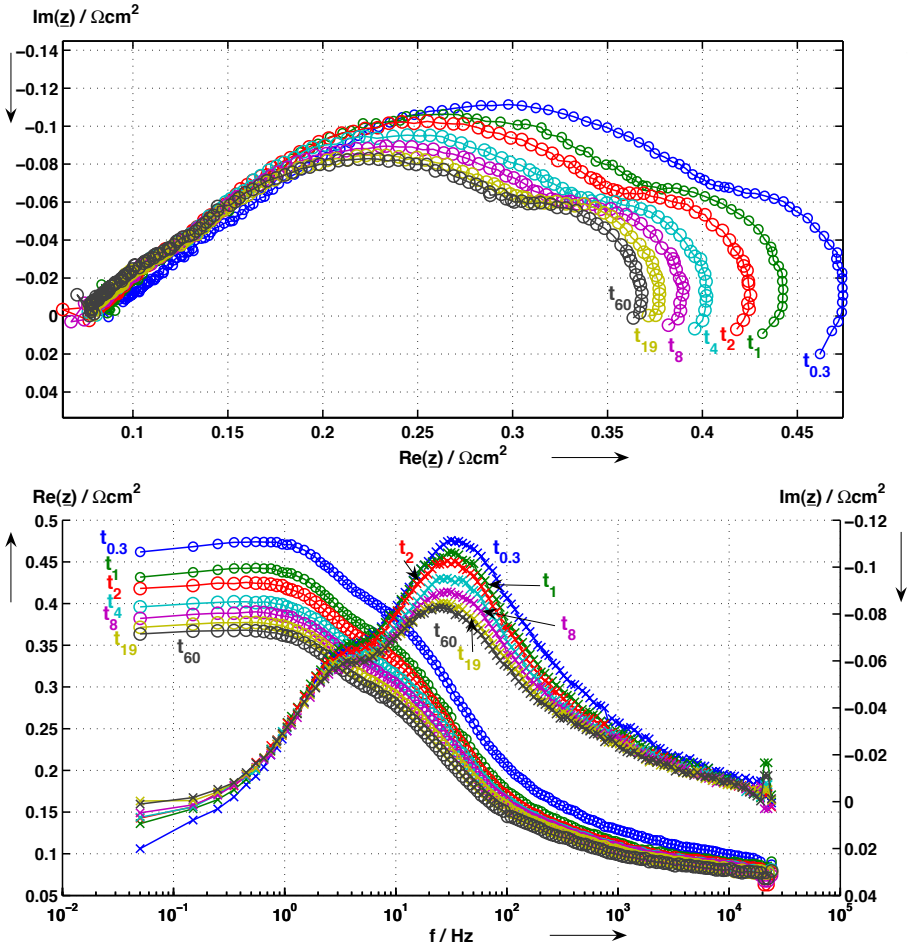 Im(z) / Ωcm²
−0.14
−0.12
−0.1
−0.08
−0.06
−0.04
−0.02
0
0.02
0.04
0.1
0.15
0.2
0.25
0.3
0.35
0.4
0.45
Re(z) / Ωcm²
t₆₀
t₁₉
t₈
t₄
t₂
t₁
t₀.₃
Re(z) / Ωcm²
Im(z) / Ωcm²
0.5
0.45
0.4
0.35
0.3
0.25
0.2
0.15
0.1
0.05
−0.12
−0.1
−0.08
−0.06
−0.04
−0.02
0
0.02
0.04
t₀.₃
t₁
t₂
t₄
t₈
t₁₉
t₆₀
t₂
t₀.₃
t₁
t₈
t₆₀
t₁₉
10⁻²
10⁻¹
10⁰
10¹
10²
10³
10⁴
10⁵
f / Hz